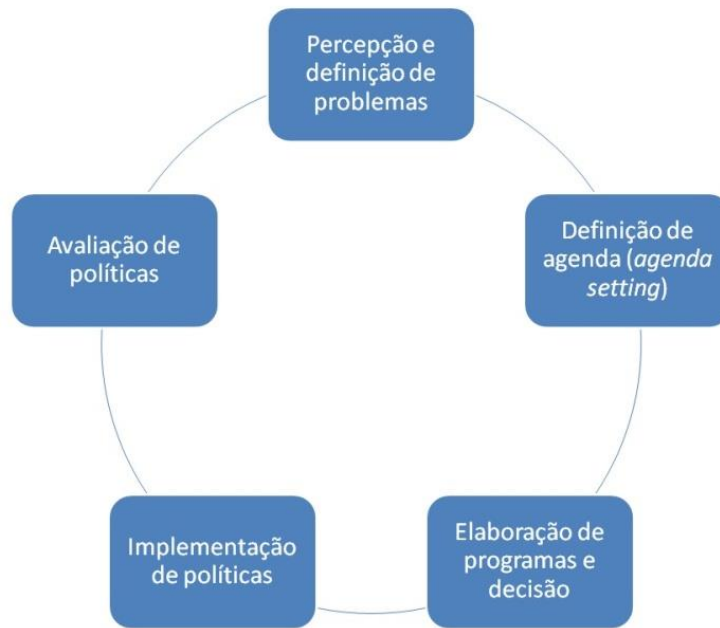 Percepção e
definição de
problemas
Definição de
agenda (agenda
setting)
Elaboração de
programas e
decisão
Implementação
de políticas
Avaliação de
políticas